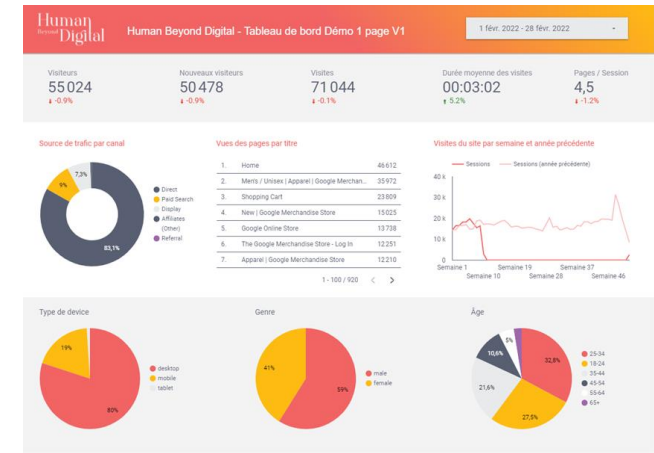 Human
Beyond Digital
Human Beyond Digital - Tableau de bord Démo 1 page V1
1 févr. 2022 - 28 févr. 2022
Visiteurs
55 024
-0.9%
Nouveaux visiteurs
50 478
-0.9%
Visites
71 044
-0.1%
Durée moyenne des visites
00:03:02
5.2%
Pages / Session
4,5
-1.2%
Source de trafic par canal
7,3%
9%
83,1%
Direct
Paid Search
Display
Affiliates
(Other)
Referral
Vues des pages par titre
1. Home 46 612
2. Men's / Unisex | Apparel | Google Merchan... 35 972
3. Shopping Cart 23 809
4. New | Google Merchandise Store 15 025
5. Google Online Store 13 738
6. The Google Merchandise Store - Log In 12 251
7. Apparel | Google Merchandise Store 12 210
1 - 100 / 920 < >
Visites du site par semaine et année précédente
Sessions Sessions (année précédente)
40 k
30 k
20 k
10 k
0
Semaine 1 Semaine 19 Semaine 37
Semaine 10 Semaine 28 Semaine 46
Type de device
19%
80%
desktop
mobile
tablet
Genre
41%
59%
male
female
Âge
5%
10,6%
32,8%
21,6%
27,5%
25-34
18-24
35-44
45-54
55-64
65+